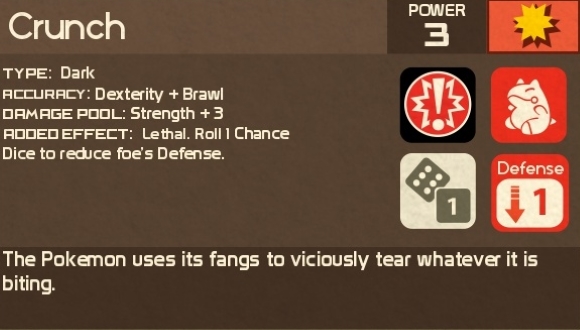 Crunch
POWER
3
TYPE: Dark
ACCURACY: Dexterity + Brawl
DAMAGE POOL: Strength + 3
ADDED EFFECT: Lethal. Roll 1 Chance
Dice to reduce foe's Defense.
1
Defense
1
The Pokemon uses its fangs to viciously tear whatever it is
biting.